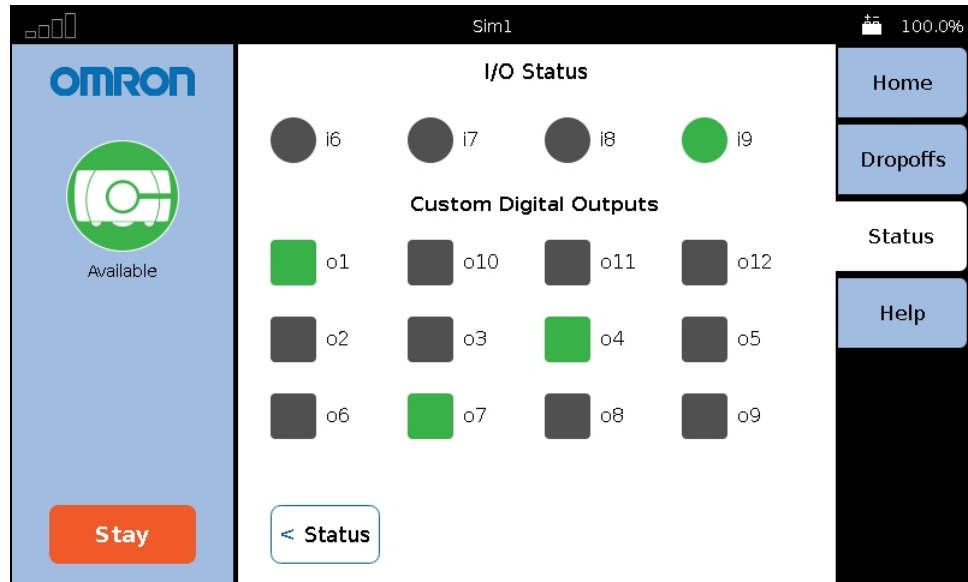 Sim1
100.0%
OMRON
Available
Stay
I/O Status
i6 i7 i8 i9
Custom Digital Outputs
o1 o10 o11 o12
o2 o3 o4 o5
o6 o7 o8 o9
< Status
Home
Dropoffs
Status
Help